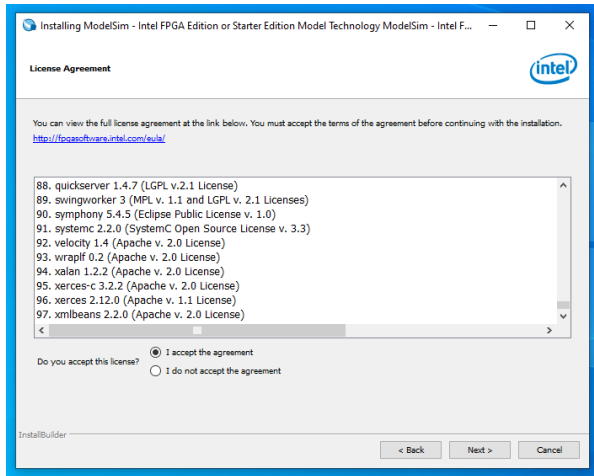 Installing ModelSim - Intel FPGA Edition or Starter Edition Model Technology ModelSim - Intel F...
License Agreement
intel
You can view the full license agreement at the link below. You must accept the terms of the agreement before continuing with the installation.
http://fpgasoftware.intel.com/eula/
88. quickserver 1.4.7 (LGPL v.2.1 License)
89. swingworker 3 (MPL v. 1.1 and LGPL v. 2.1 Licenses)
90. symphony 5.4.5 (Eclipse Public License v. 1.0)
91. systemc 2.2.0 (SystemC Open Source License v. 3.3)
92. velocity 1.4 (Apache v. 2.0 License)
93. wraplf 0.2 (Apache v. 2.0 License)
94. xalan 1.2.2 (Apache v. 2.0 License)
95. xerces-c 3.2.2 (Apache v. 2.0 License)
96. xerces 2.12.0 (Apache v. 1.1 License)
97. xmlbeans 2.2.0 (Apache v. 2.0 License)
Do you accept this license?
I accept the agreement
I do not accept the agreement
InstallBuilder
< Back Next > Cancel